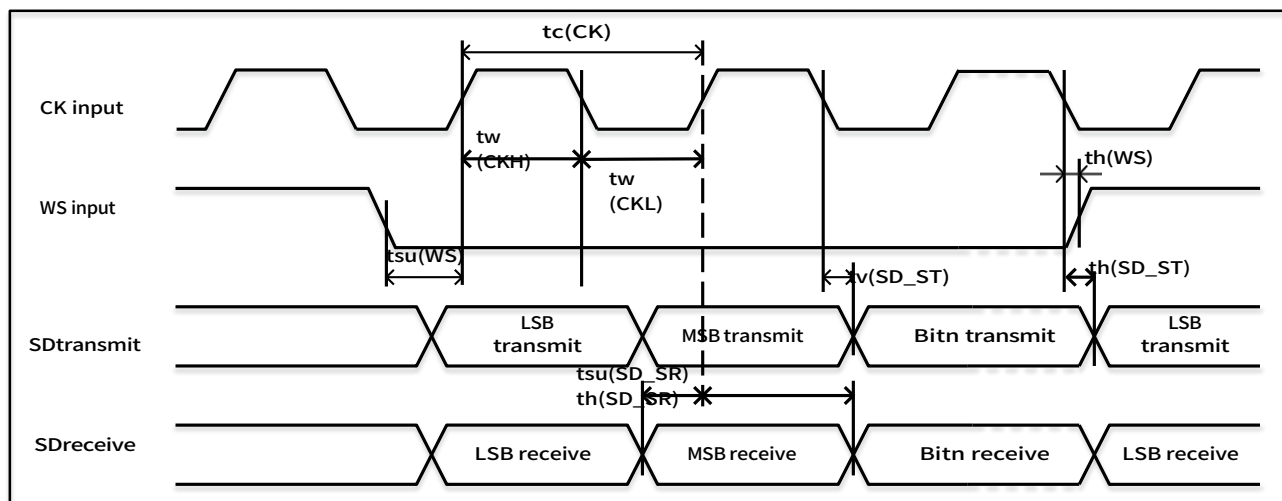 tc(CK)
CK input
tw
(CKH)
tw
(CKL)
th(WS)
WS input
tsu(WS)
tv(SD_ST)
th(SD_ST)
SDtransmit
LSB
transmit
MSB transmit
Bitn transmit
LSB
transmit
tsu(SD_SR)
th(SD_SR)
SDreceive
LSB receive
MSB receive
Bitn receive
LSB receive